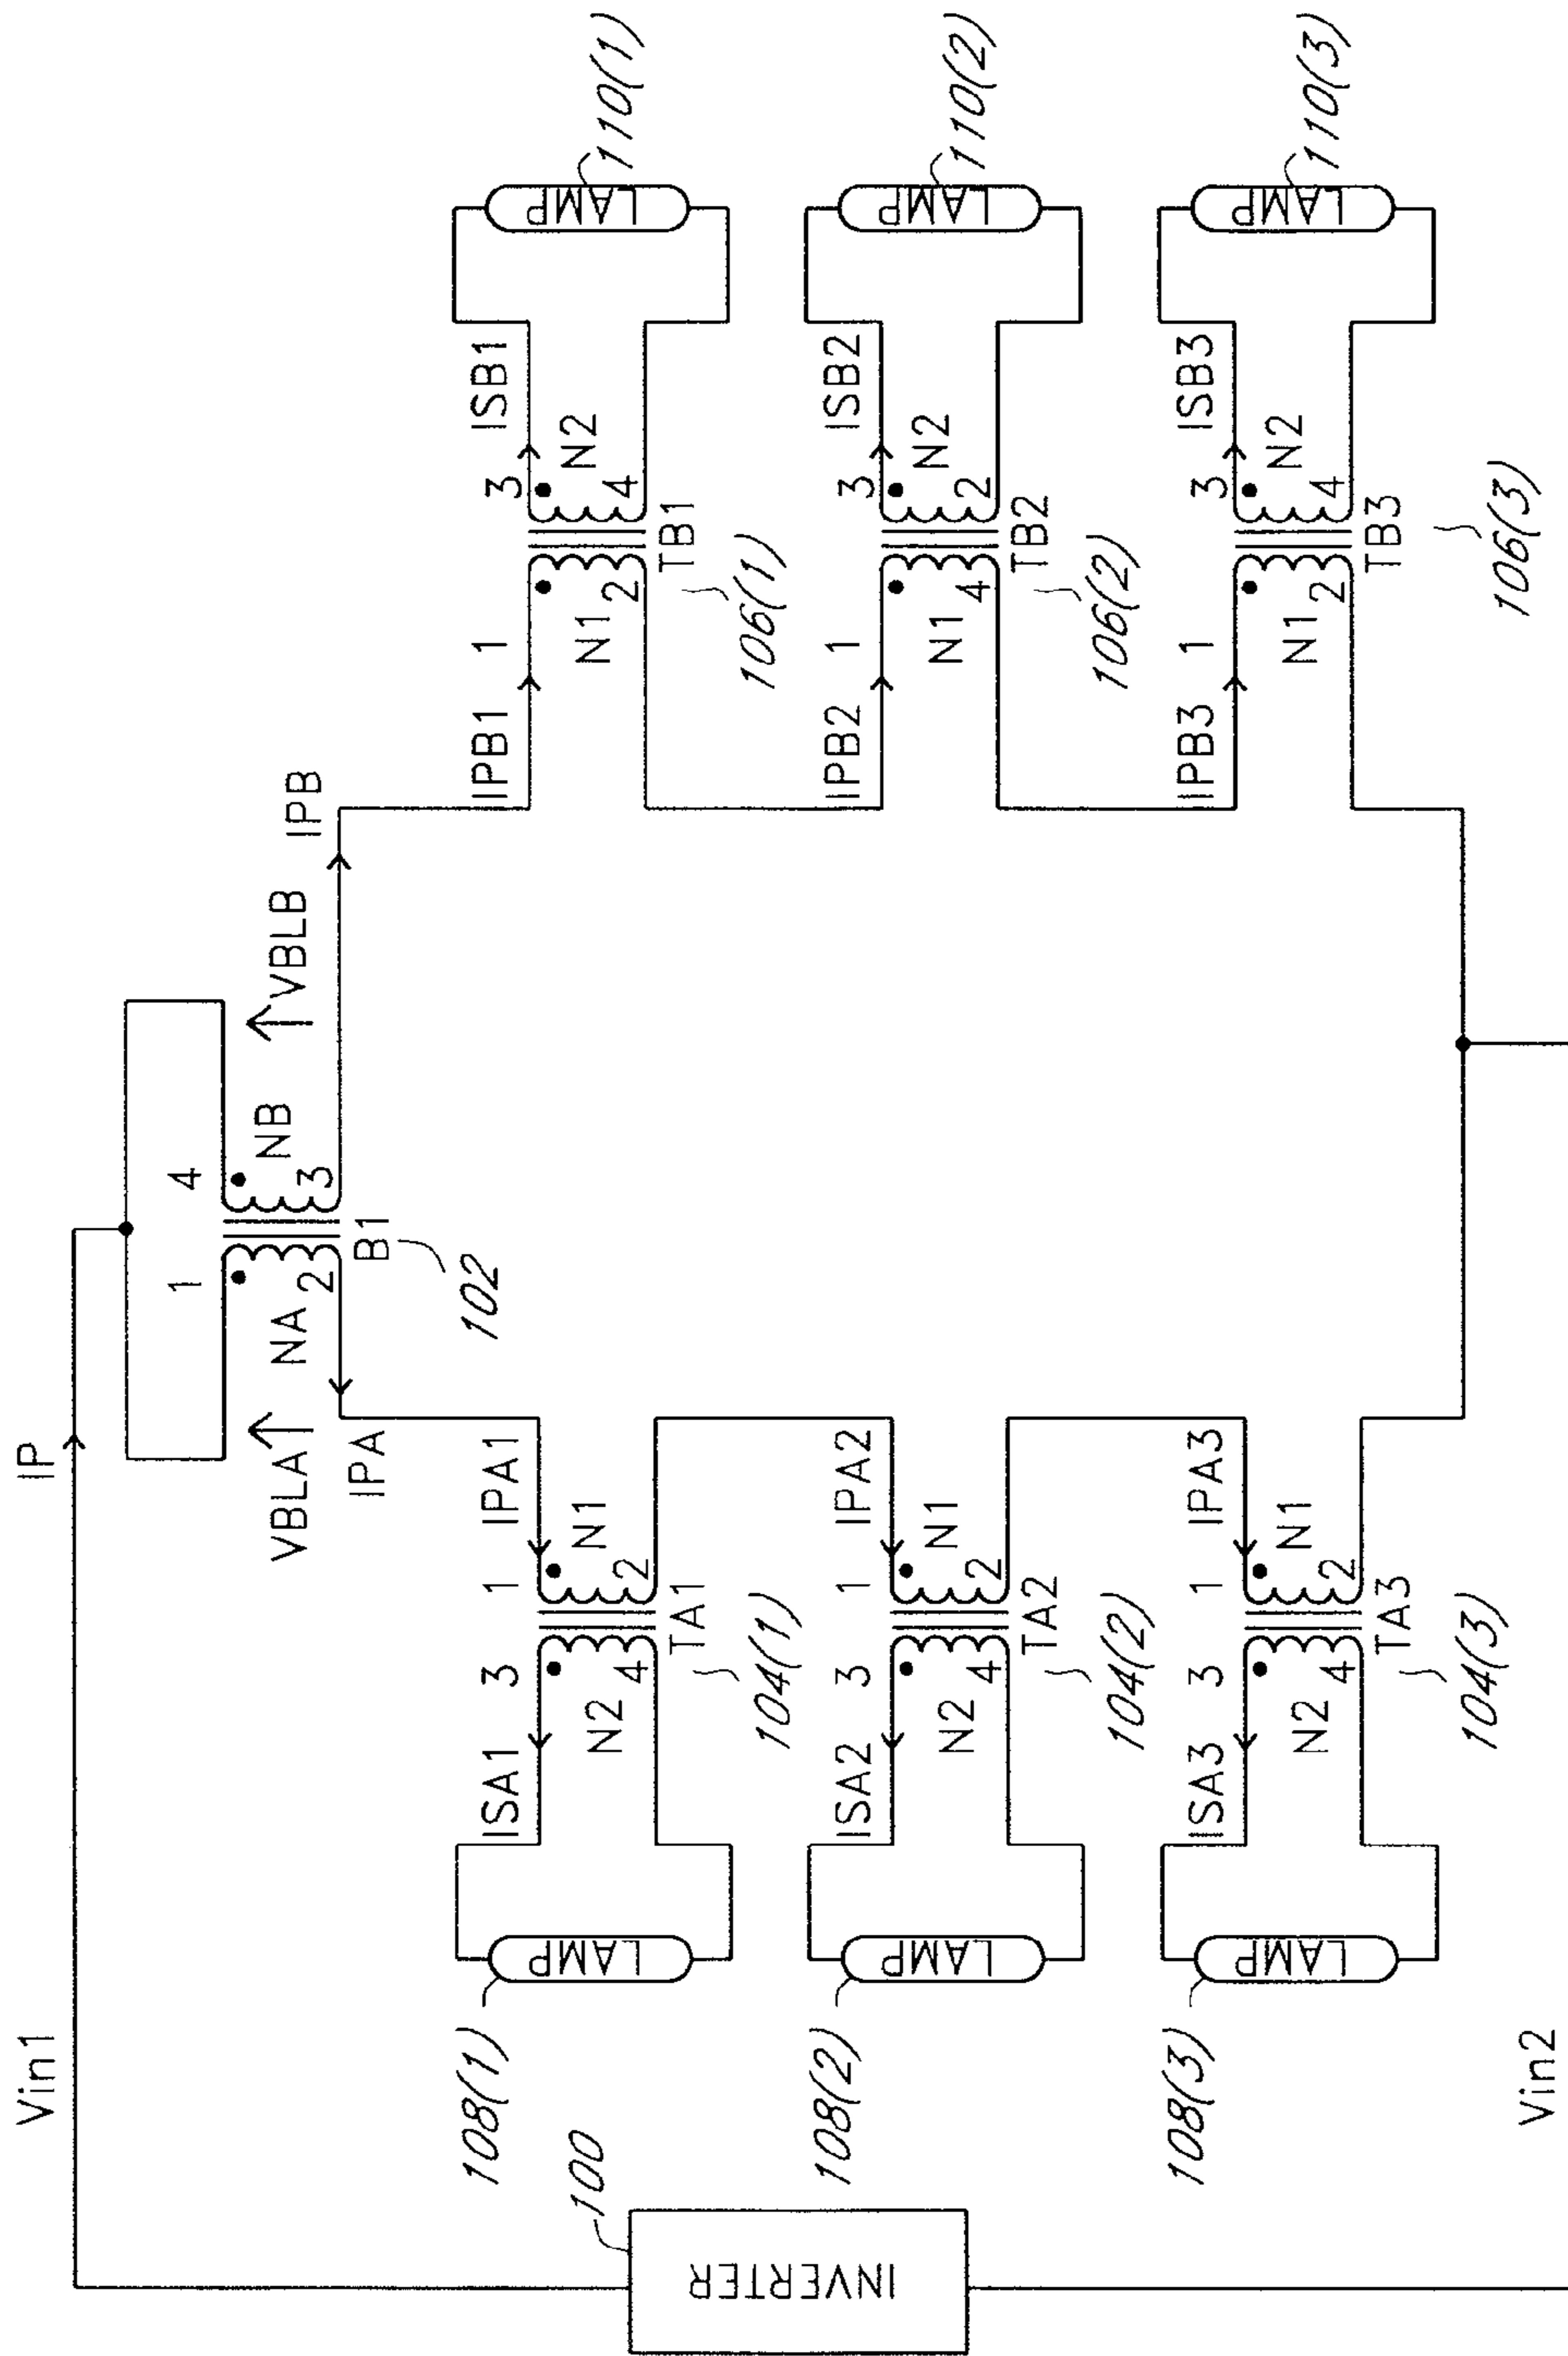 Vin1
IP
1
4
VBLA
NA
NB
VBLB
2
3
IPA
B1
IPB
102
108(1)
ISA1
3
1
IPA1
IPB1
1
3
ISB1
LAMP
N2
N1
N1
N2
LAMP
4
2
2
4
110(1)
TA1
TB1
104(1)
106(1)
100
INVERTER
108(2)
ISA2
3
1
IPA2
IPB2
1
3
ISB2
LAMP
N2
N1
N1
N2
LAMP
4
2
4
2
110(2)
TA2
TB2
104(2)
106(2)
108(3)
ISA3
3
1
IPA3
IPB3
1
3
ISB3
LAMP
N2
N1
N1
N2
LAMP
4
2
2
4
110(3)
TA3
TB3
104(3)
106(3)
Vin2